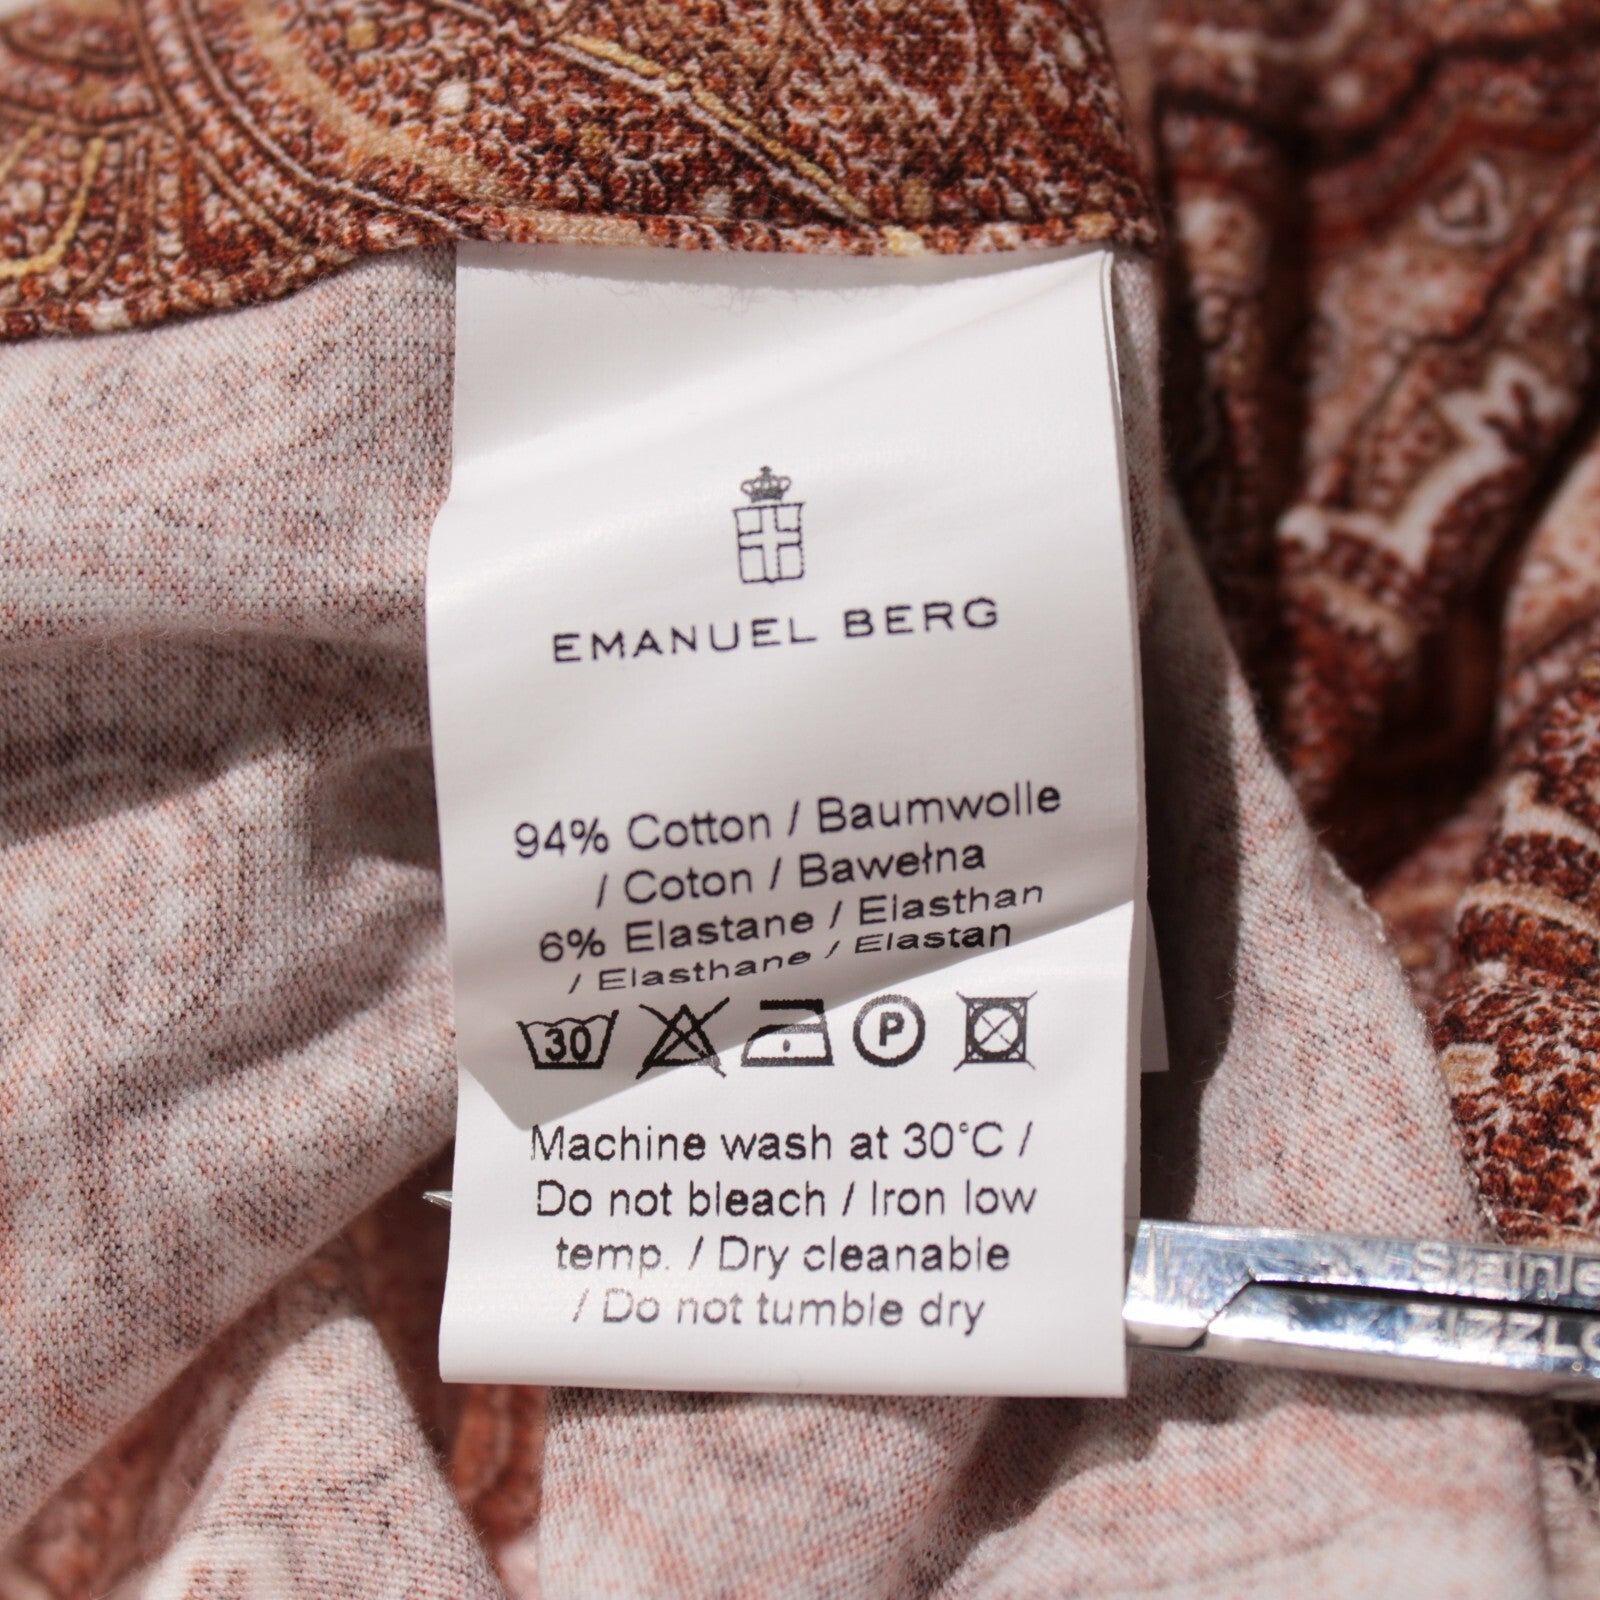 EMANUEL BERG
94% Cotton / Baumwolle
/ Coton / Bawełna
6% Elastane / Elasthan
/ Elasthane / Elastan
30 P
Machine wash at 30°C /
Do not bleach / Iron low
temp. / Dry cleanable
/ Do not tumble dry